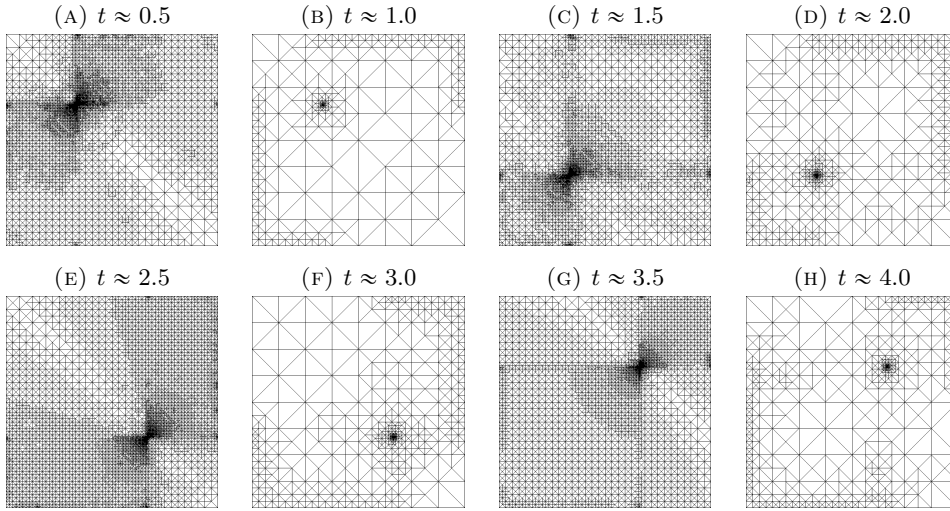 (A) t ≈ 0.5 (B) t ≈ 1.0 (C) t ≈ 1.5 (D) t ≈ 2.0
(E) t ≈ 2.5 (F) t ≈ 3.0 (G) t ≈ 3.5 (H) t ≈ 4.0